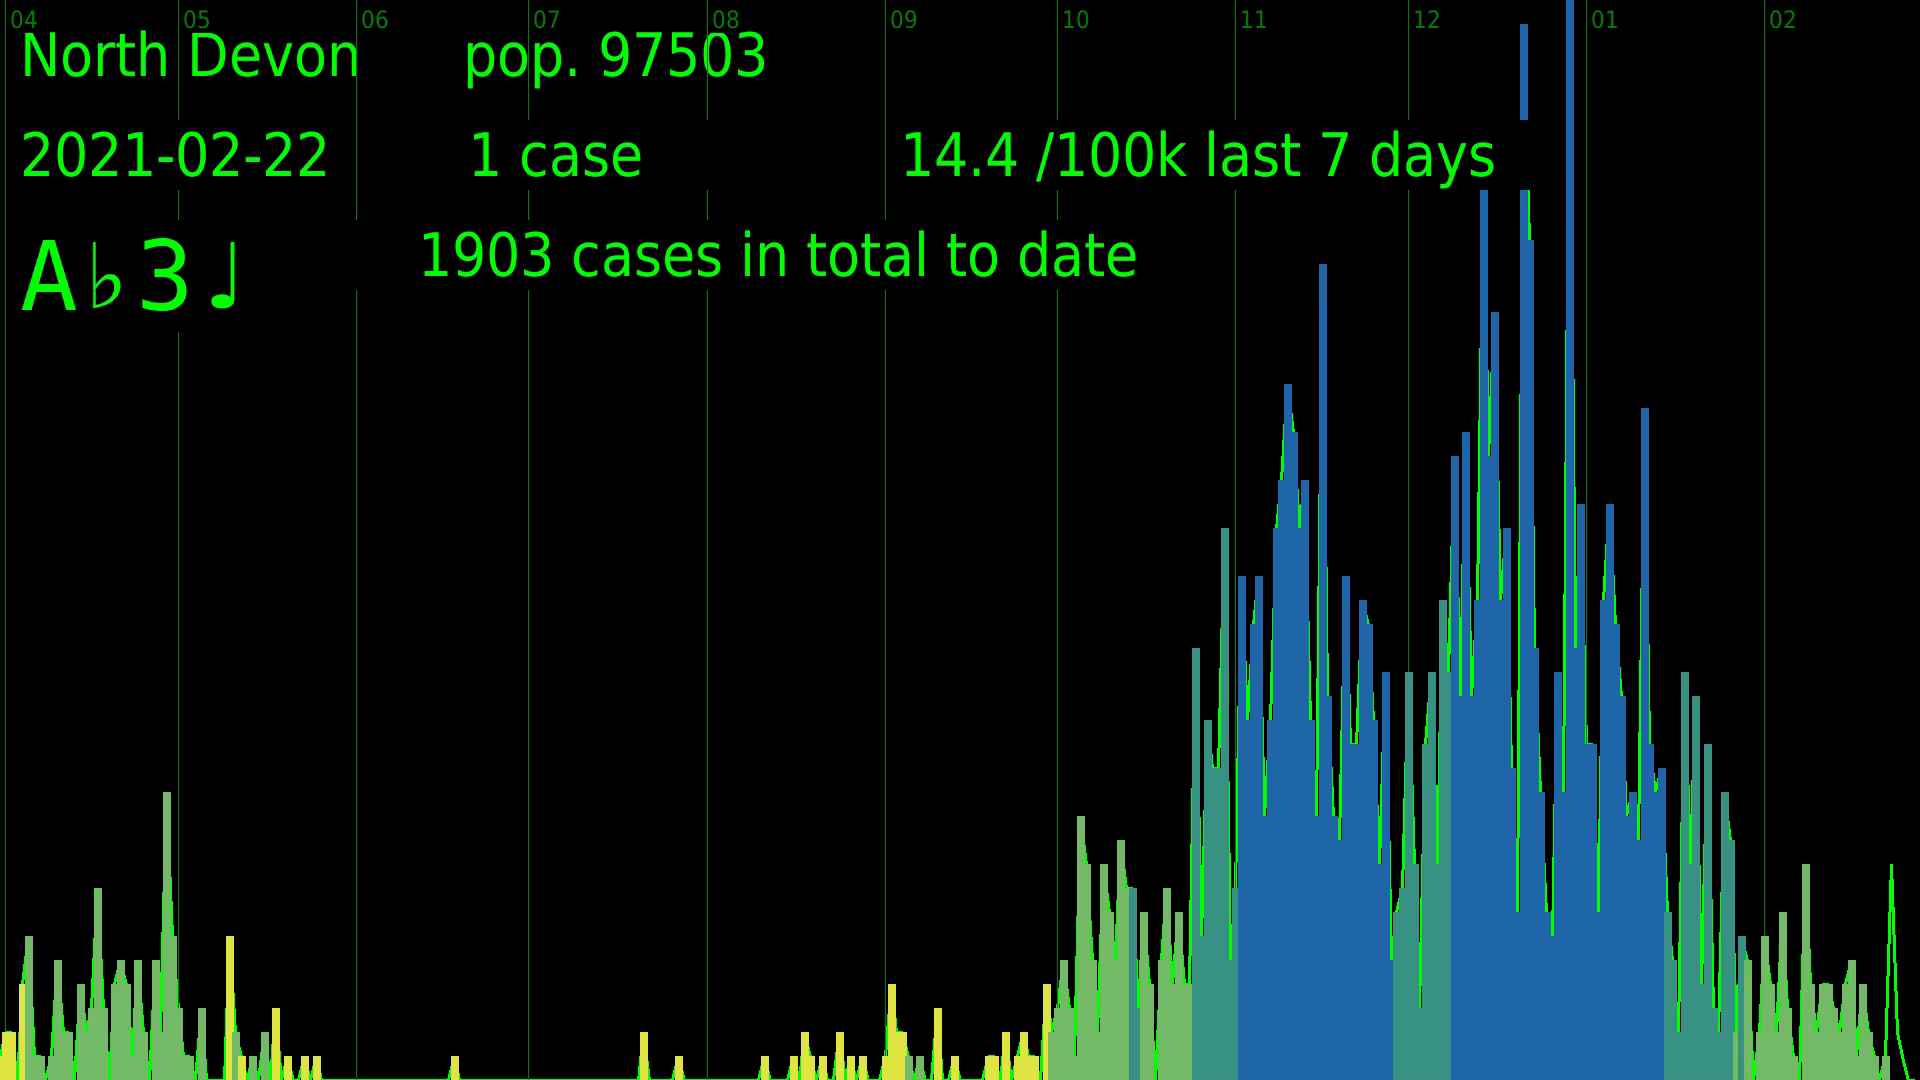 04 05 06 07 08 09 10 11 12 01 02
North Devon pop. 97503
2021-02-22 1 case 14.4 /100k last 7 days
A♭3♩ 1903 cases in total to date